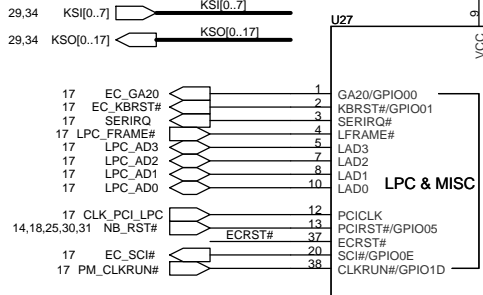 29,34 KSI[0..7] KSI[0..7]
29,34 KSO[0..17] KSO[0..17]
U27
9
VCC
17 EC_GA20 1 GA20/GPIO00
17 EC_KBRST# 2 KBRST#/GPIO01
17 SERIRQ 3 SERIRQ#
17 LPC_FRAME# 4 LFRAME#
17 LPC_AD3 5 LAD3
17 LPC_AD2 7 LAD2
17 LPC_AD1 8 LAD1
17 LPC_AD0 10 LAD0
LPC & MISC
17 CLK_PCI_LPC 12 PCICLK
14,18,25,30,31 NB_RST# 13 PCIRST#/GPIO05
ECRST# 37 ECRST#
17 EC_SCI# 20 SCI#/GPIO0E
17 PM_CLKRUN# 38 CLKRUN#/GPIO1D